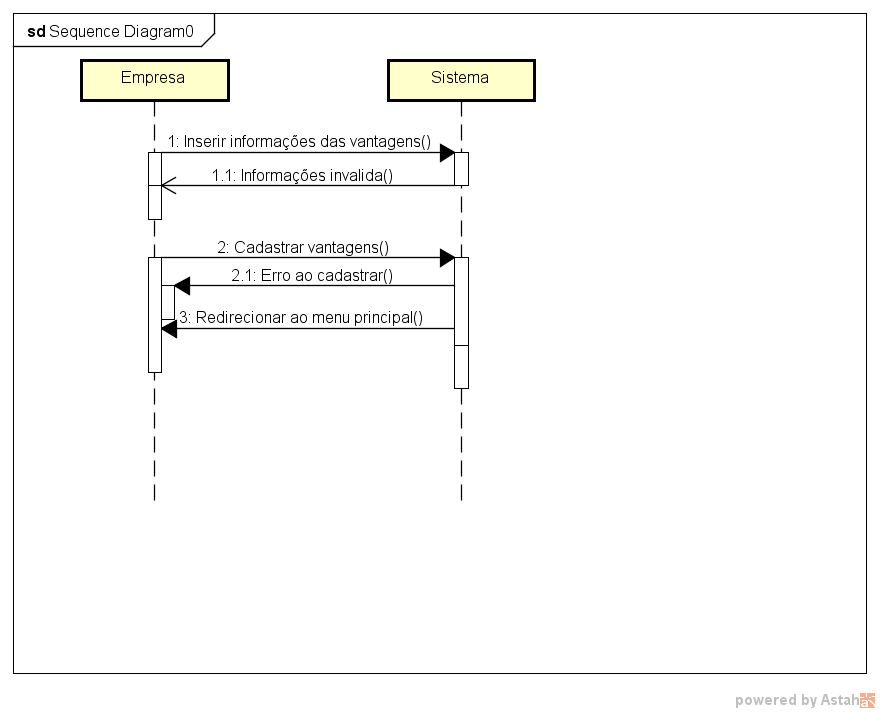 sd Sequence Diagram0
Empresa
Sistema
1: Inserir informações das vantagens()
1.1: Informações invalida()
2: Cadastrar vantagens()
2.1: Erro ao cadastrar()
3: Redirecionar ao menu principal()
powered by Astah